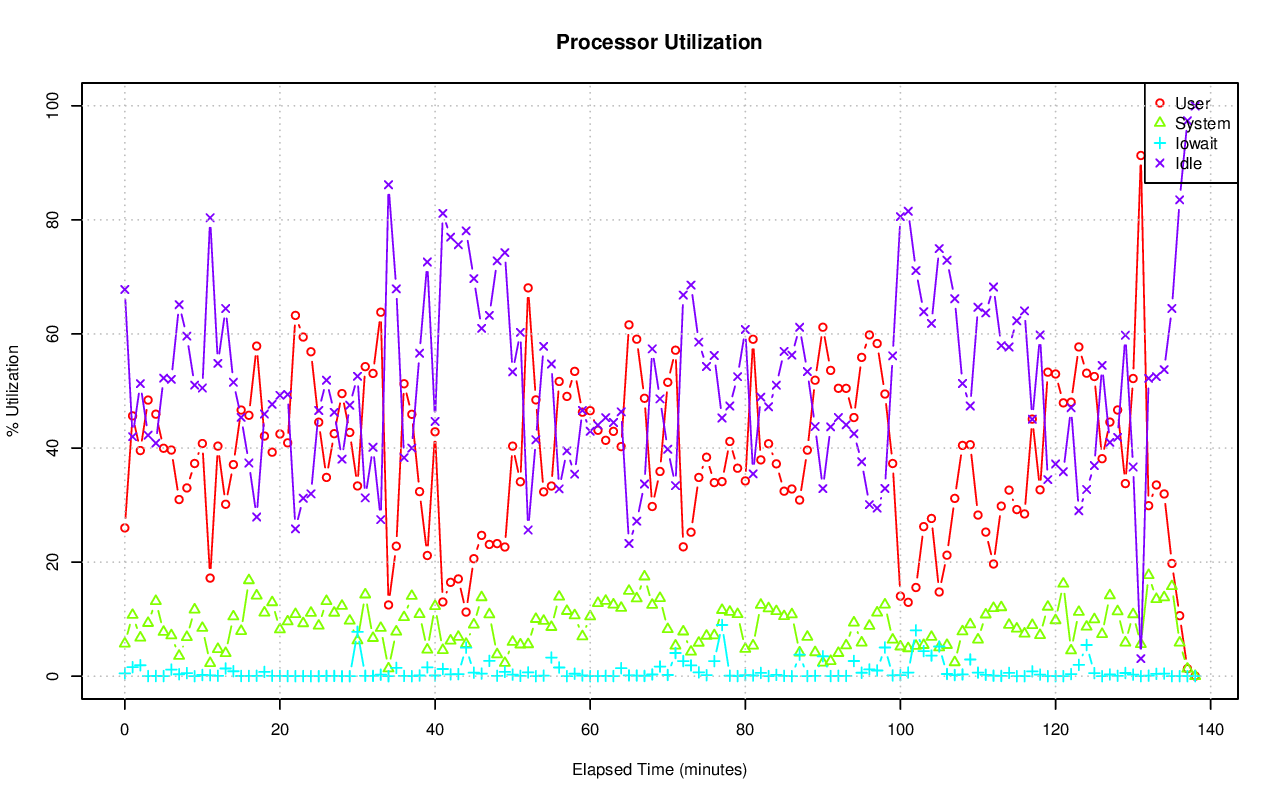 Processor Utilization
% Utilization
100
80
60
40
20
0
User
System
Iowait
Idle
0 20 40 60 80 100 120 140
Elapsed Time (minutes)